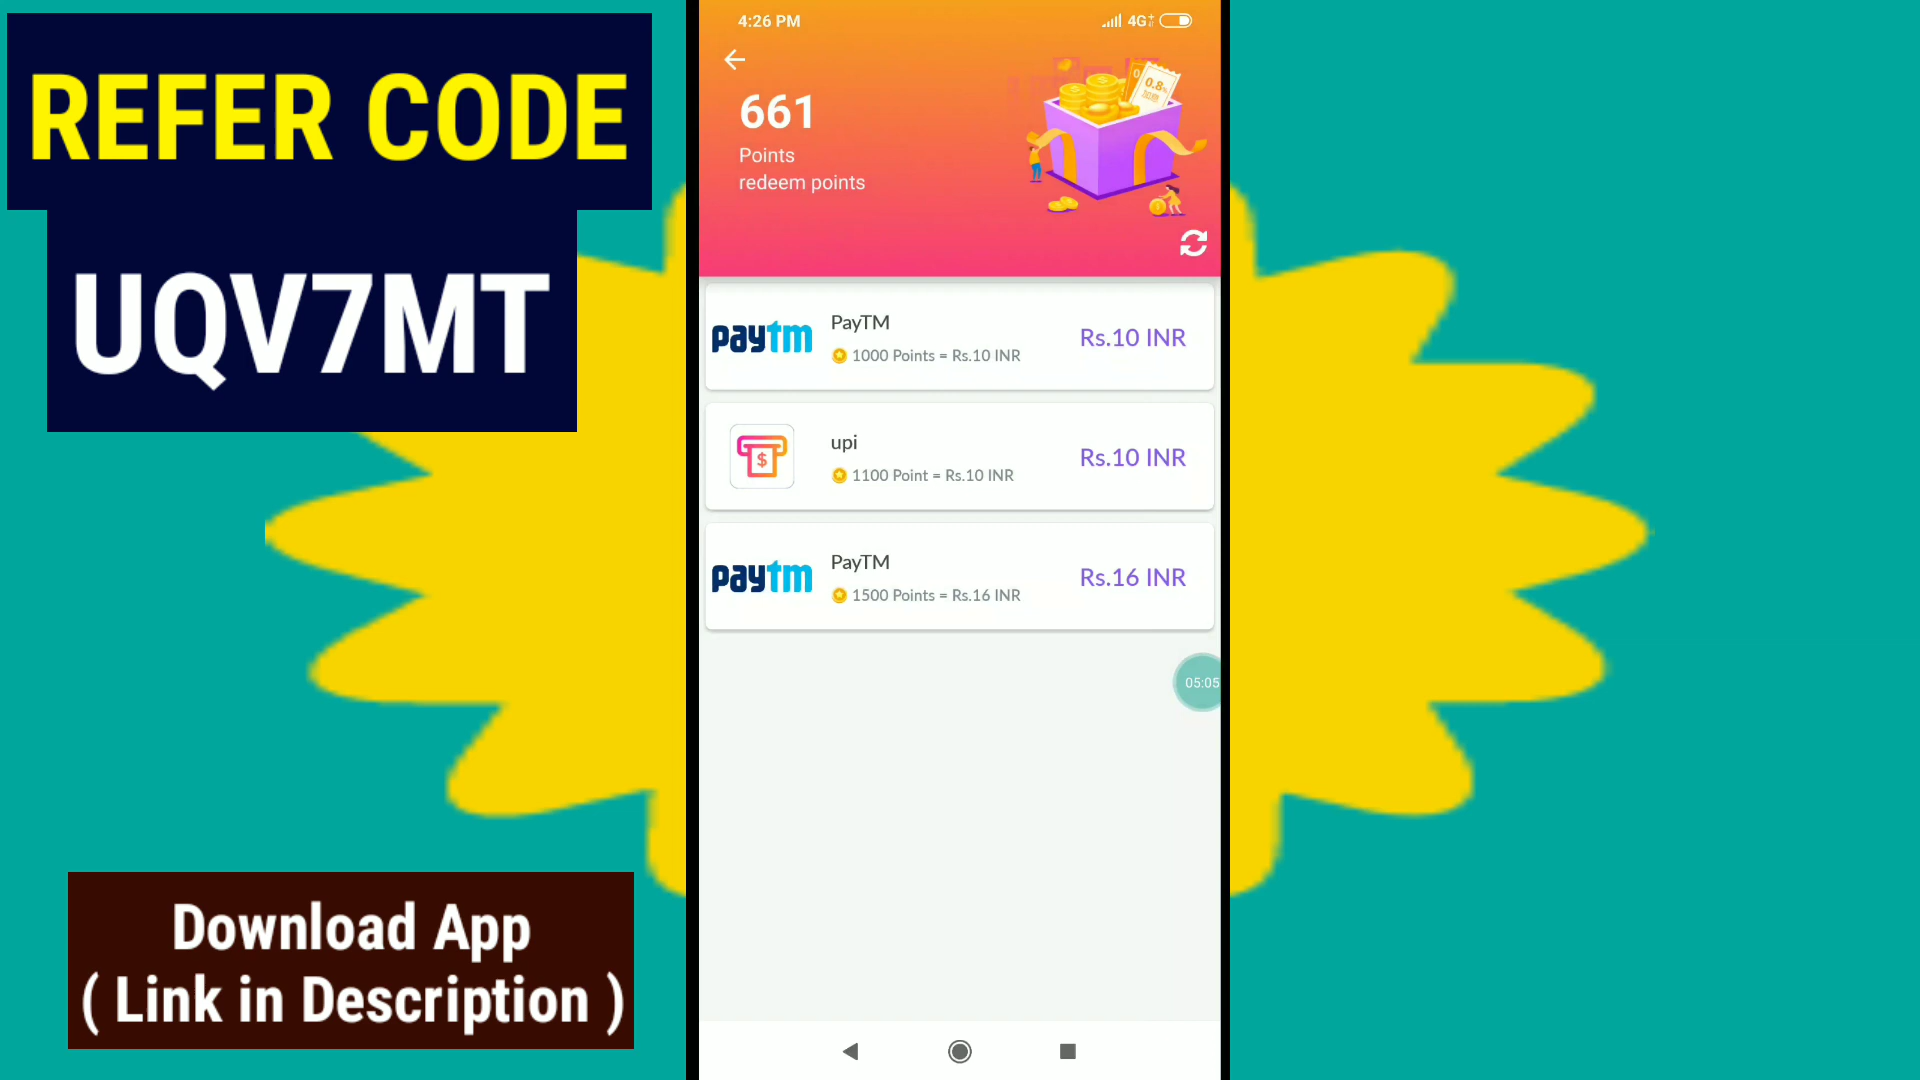 REFER CODE
UQV7MT
Download App
( Link in Description )
4:26 PM
4G+
661
Points
redeem points
0.8%
paytm
PayTM
1000 Points = Rs.10 INR
Rs.10 INR
$
upi
1100 Point = Rs.10 INR
Rs.10 INR
paytm
PayTM
1500 Points = Rs.16 INR
Rs.16 INR
05:05